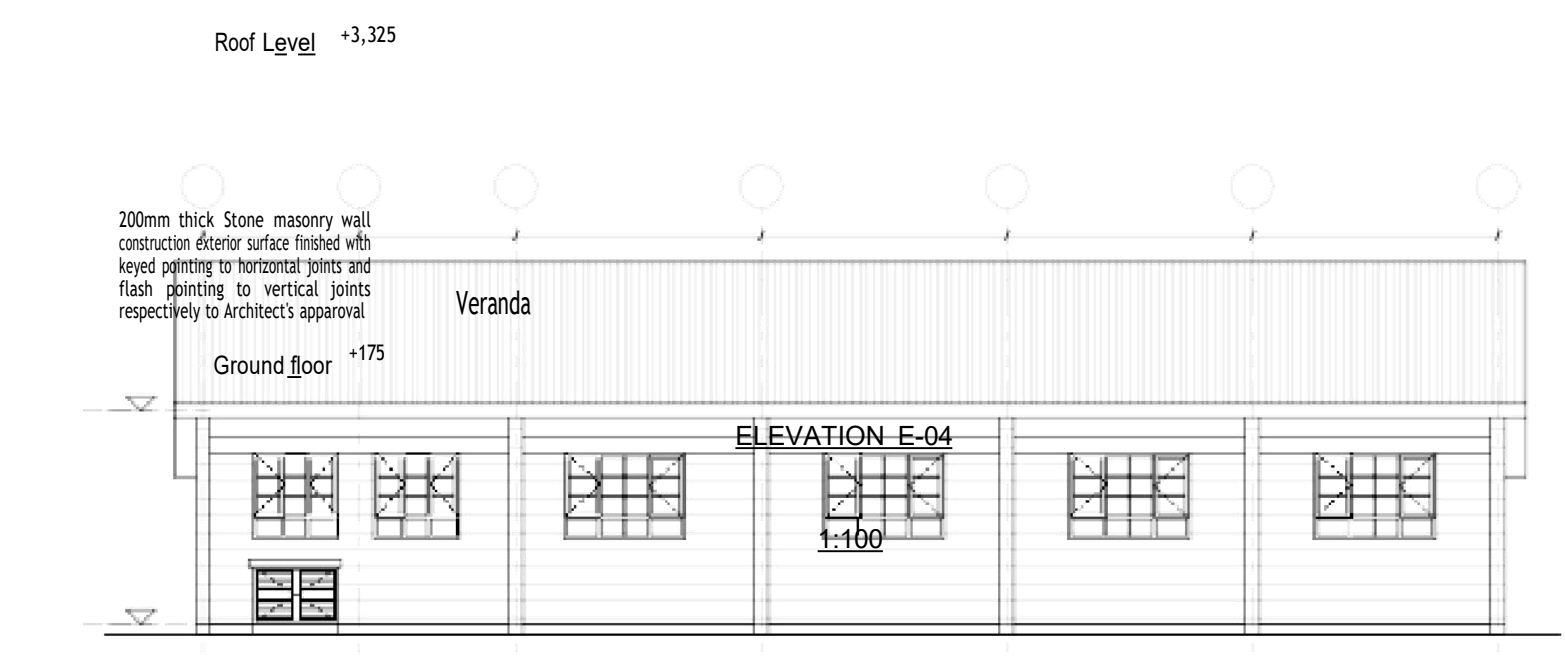 Roof Level +3,325
200mm thick Stone masonry wall
construction exterior surface finished with
keyed pointing to horizontal joints and
flash pointing to vertical joints
respectively to Architect's apparoval
Veranda
Ground floor +175
ELEVATION E-04
1:100